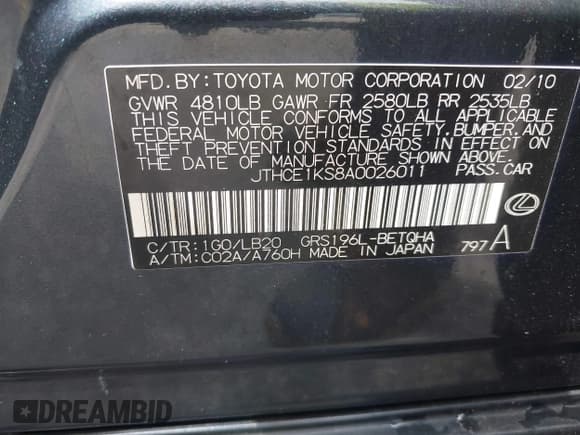 MFD. BY: TOYOTA MOTOR CORPORATION 02/10
GVWR 4810LB GAWR FR 2580LB RR 2535LB
THIS VEHICLE CONFORMS TO ALL APPLICABLE
FEDERAL MOTOR VEHICLE SAFETY, BUMPER, AND
THEFT PREVENTION STANDARDS IN EFFECT ON
THE DATE OF MANUFACTURE SHOWN ABOVE.
JTHCE1KS8A0026011 PASS. CAR
C/TR: 1G0/LB20 GRS196L-BETQHA
A/TM: C02A/A760H MADE IN JAPAN 797 A
DREAMBID